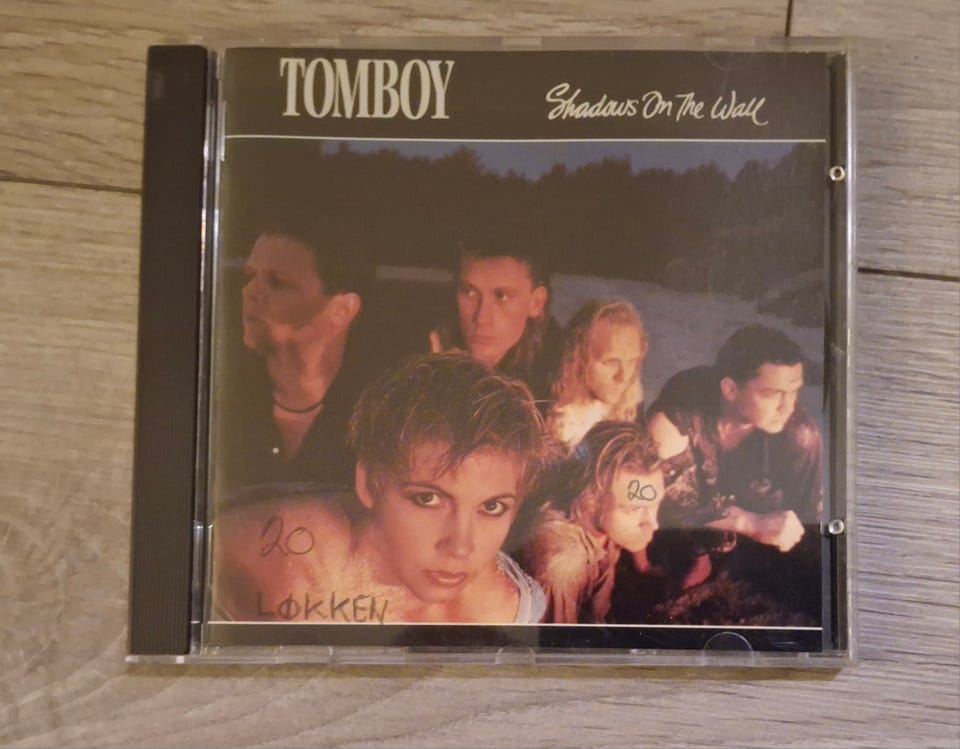 TOMBOY
Shadows On The Wall
20
20
LØKKEN